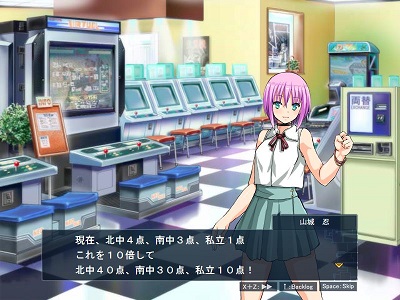 両替
EXCHANGE
山城 忍
現在、北中４点、南中３点、私立１点
これを１０倍して
北中４０点、南中３０点、私立１０点！
X+Z: ▶▶ ↑:Backlog Space:Skip